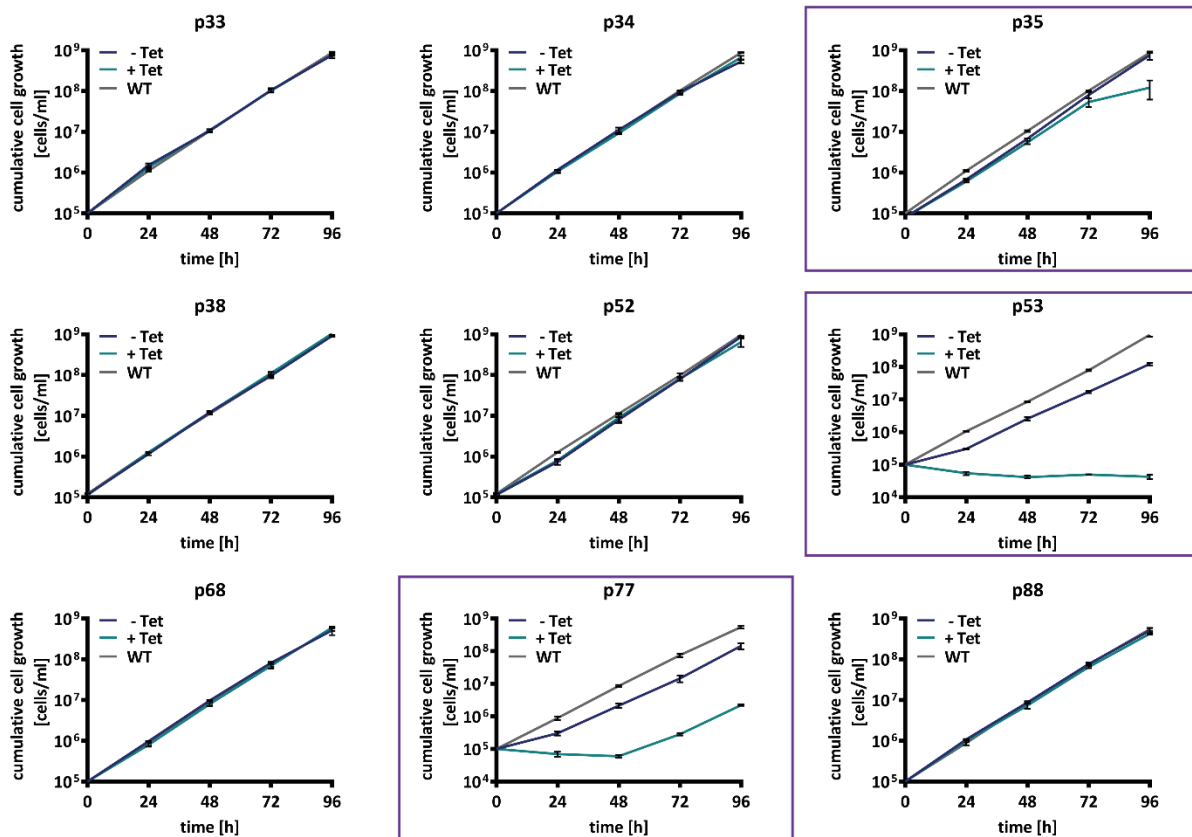 p33
cumulative cell growth
[cells/ml]
10⁹
10⁸
10⁷
10⁶
10⁵
- Tet
+ Tet
WT
0 24 48 72 96
time [h]
p34
cumulative cell growth
[cells/ml]
10⁹
10⁸
10⁷
10⁶
10⁵
- Tet
+ Tet
WT
0 24 48 72 96
time [h]
p35
cumulative cell growth
[cells/ml]
10⁹
10⁸
10⁷
10⁶
10⁵
- Tet
+ Tet
WT
0 24 48 72 96
time [h]
p38
cumulative cell growth
[cells/ml]
10⁹
10⁸
10⁷
10⁶
10⁵
- Tet
+ Tet
WT
0 24 48 72 96
time [h]
p52
cumulative cell growth
[cells/ml]
10⁹
10⁸
10⁷
10⁶
10⁵
- Tet
+ Tet
WT
0 24 48 72 96
time [h]
p53
cumulative cell growth
[cells/ml]
10⁹
10⁸
10⁷
10⁶
10⁵
10⁴
- Tet
+ Tet
WT
0 24 48 72 96
time [h]
p68
cumulative cell growth
[cells/ml]
10⁹
10⁸
10⁷
10⁶
10⁵
- Tet
+ Tet
WT
0 24 48 72 96
time [h]
p77
cumulative cell growth
[cells/ml]
10⁹
10⁸
10⁷
10⁶
10⁵
10⁴
- Tet
+ Tet
WT
0 24 48 72 96
time [h]
p88
cumulative cell growth
[cells/ml]
10⁹
10⁸
10⁷
10⁶
10⁵
- Tet
+ Tet
WT
0 24 48 72 96
time [h]